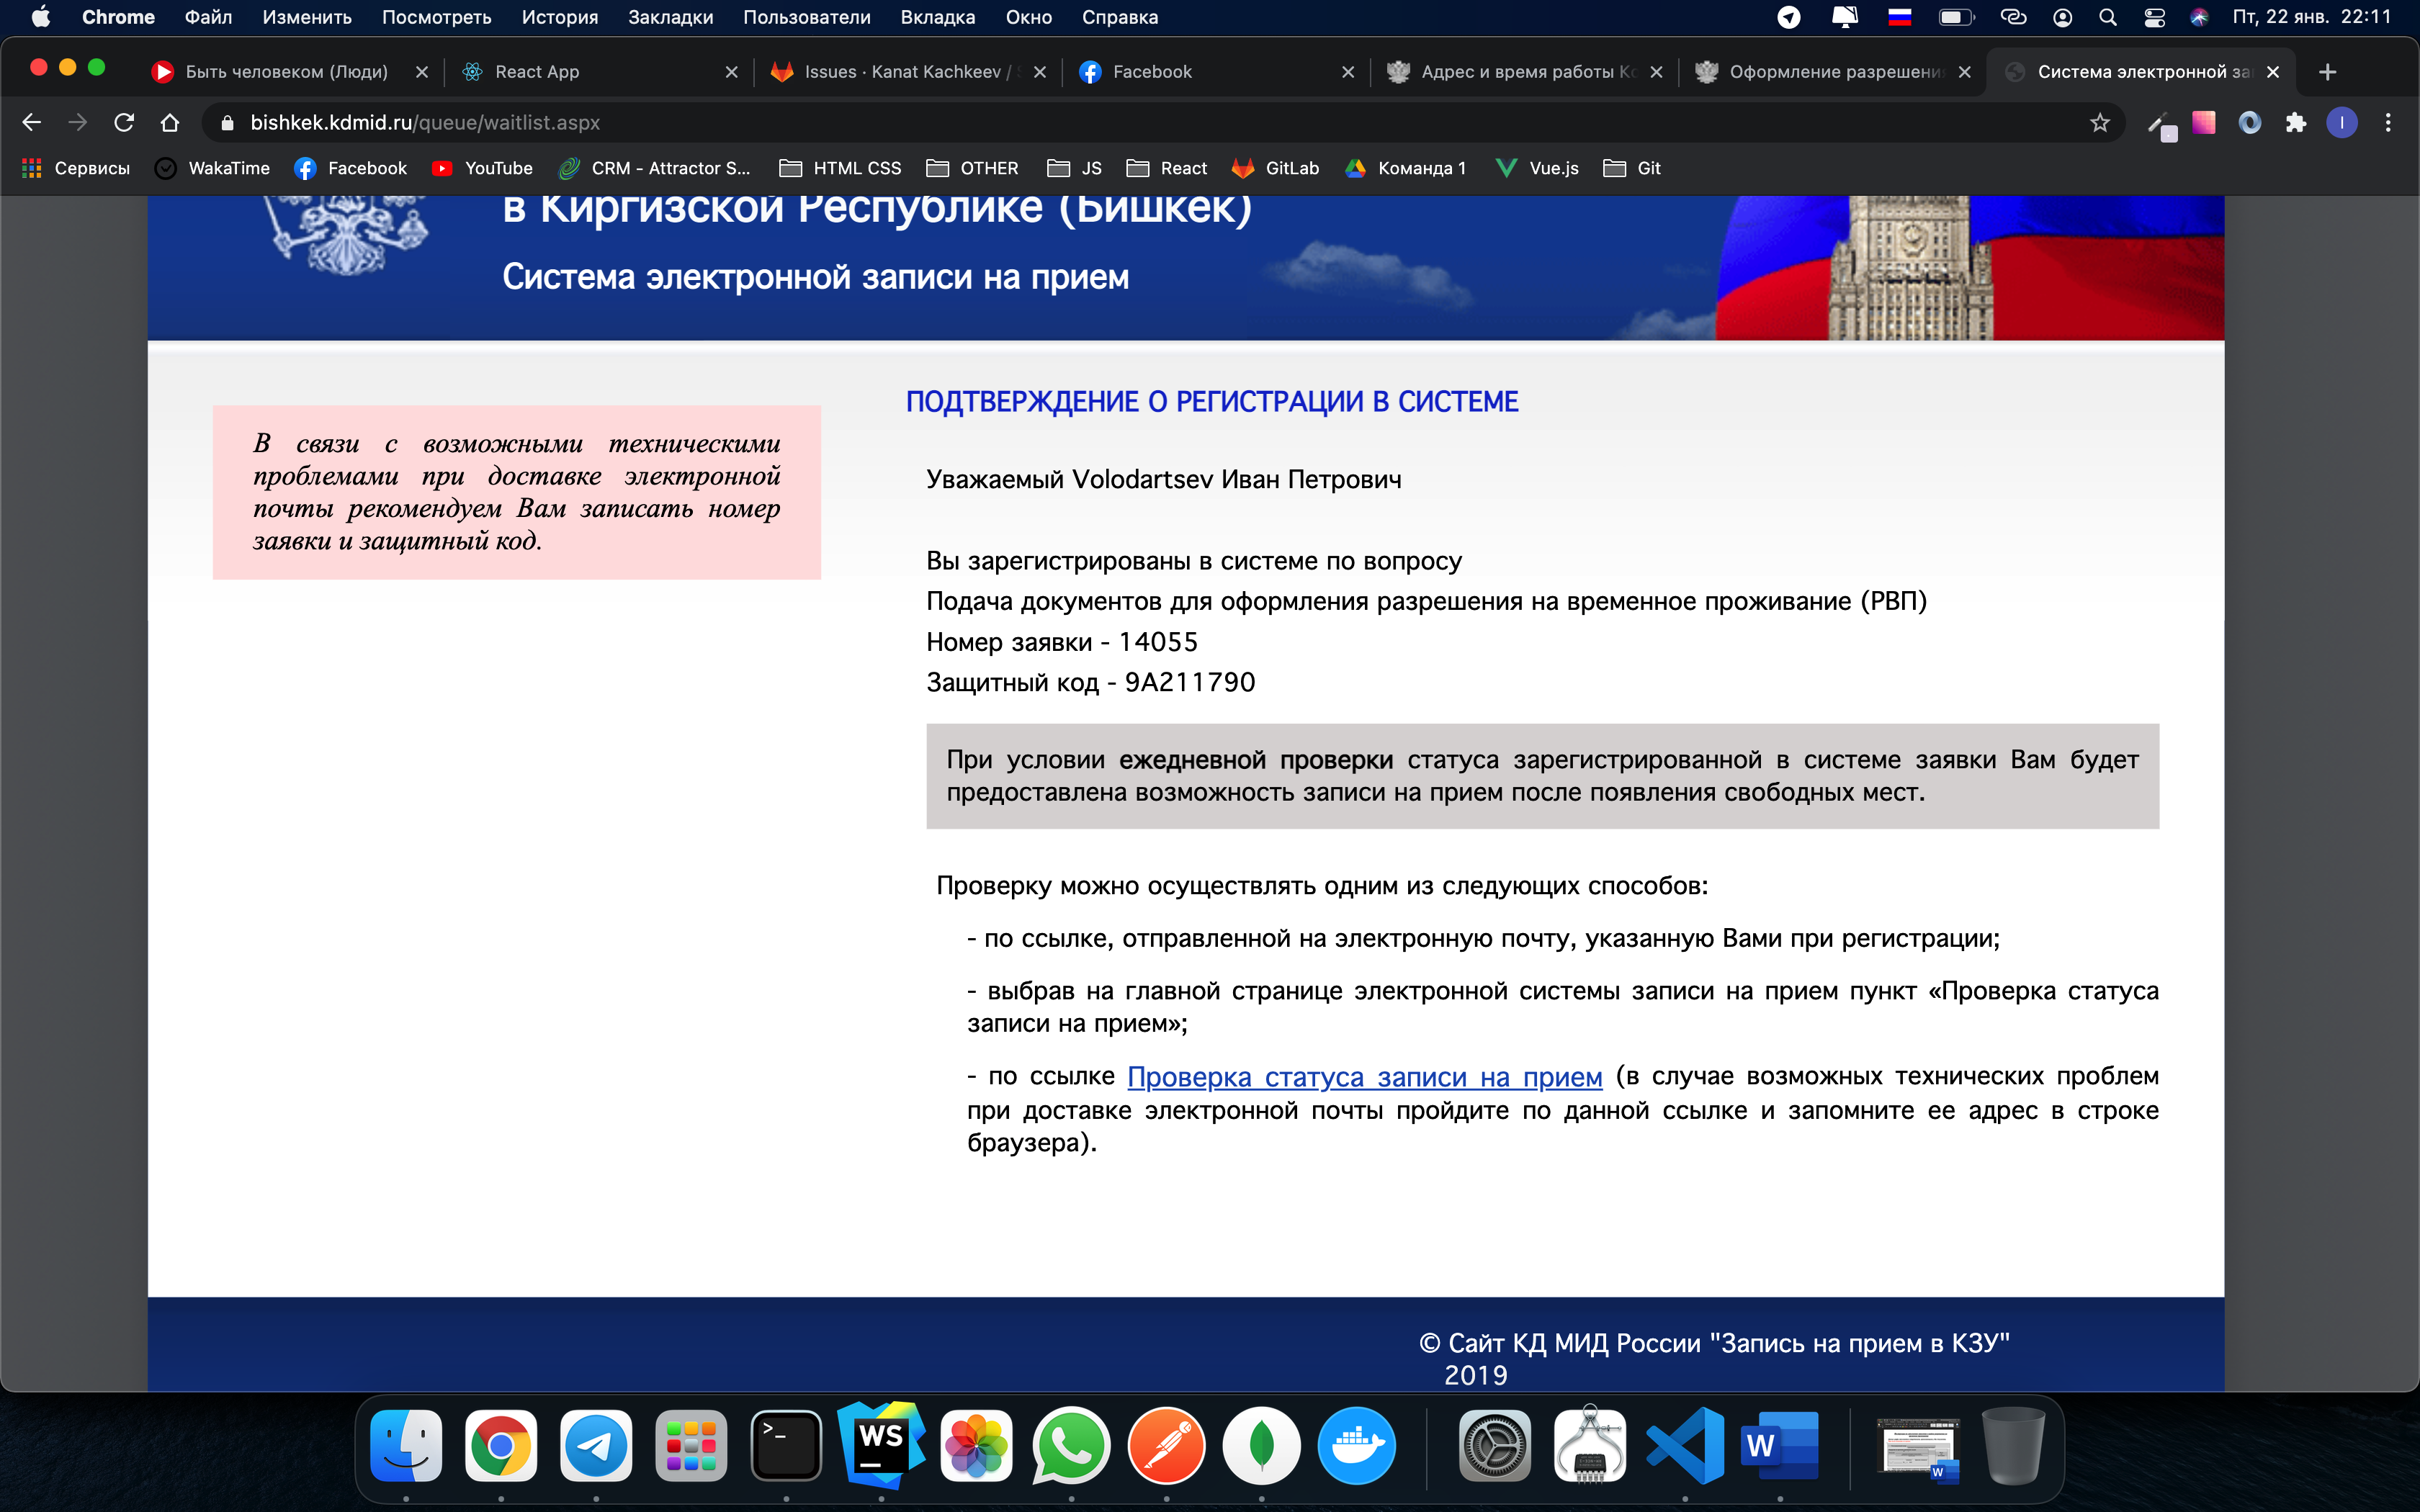 Chrome Файл Изменить Посмотреть История Закладки Пользователи Вкладка Окно Справка Пт, 22 янв. 22:11
Быть человеком (Люди) React App Issues · Kanat Kachkeev / Facebook Адрес и время работы Оформление разрешени Система электронной за
bishkek.kdmid.ru/queue/waitlist.aspx I
Сервисы WakaTime Facebook YouTube CRM - Attractor S... HTML CSS OTHER JS React GitLab Команда 1 Vue.js Git
в Киргизской Республике (Бишкек)
Система электронной записи на прием
В связи с возможными техническими
проблемами при доставке электронной
почты рекомендуем Вам записать номер
заявки и защитный код.
ПОДТВЕРЖДЕНИЕ О РЕГИСТРАЦИИ В СИСТЕМЕ
Уважаемый Volodartsev Иван Петрович
Вы зарегистрированы в системе по вопросу
Подача документов для оформления разрешения на временное проживание (РВП)
Номер заявки - 14055
Защитный код - 9A211790
При условии ежедневной проверки статуса зарегистрированной в системе заявки Вам будет
предоставлена возможность записи на прием после появления свободных мест.
Проверку можно осуществлять одним из следующих способов:
- по ссылке, отправленной на электронную почту, указанную Вами при регистрации;
- выбрав на главной странице электронной системы записи на прием пункт «Проверка статуса
записи на прием»;
- по ссылке Проверка статуса записи на прием (в случае возможных технических проблем
при доставке электронной почты пройдите по данной ссылке и запомните ее адрес в строке
браузера).
© Сайт КД МИД России "Запись на прием в КЗУ"
2019
>_ WS W W